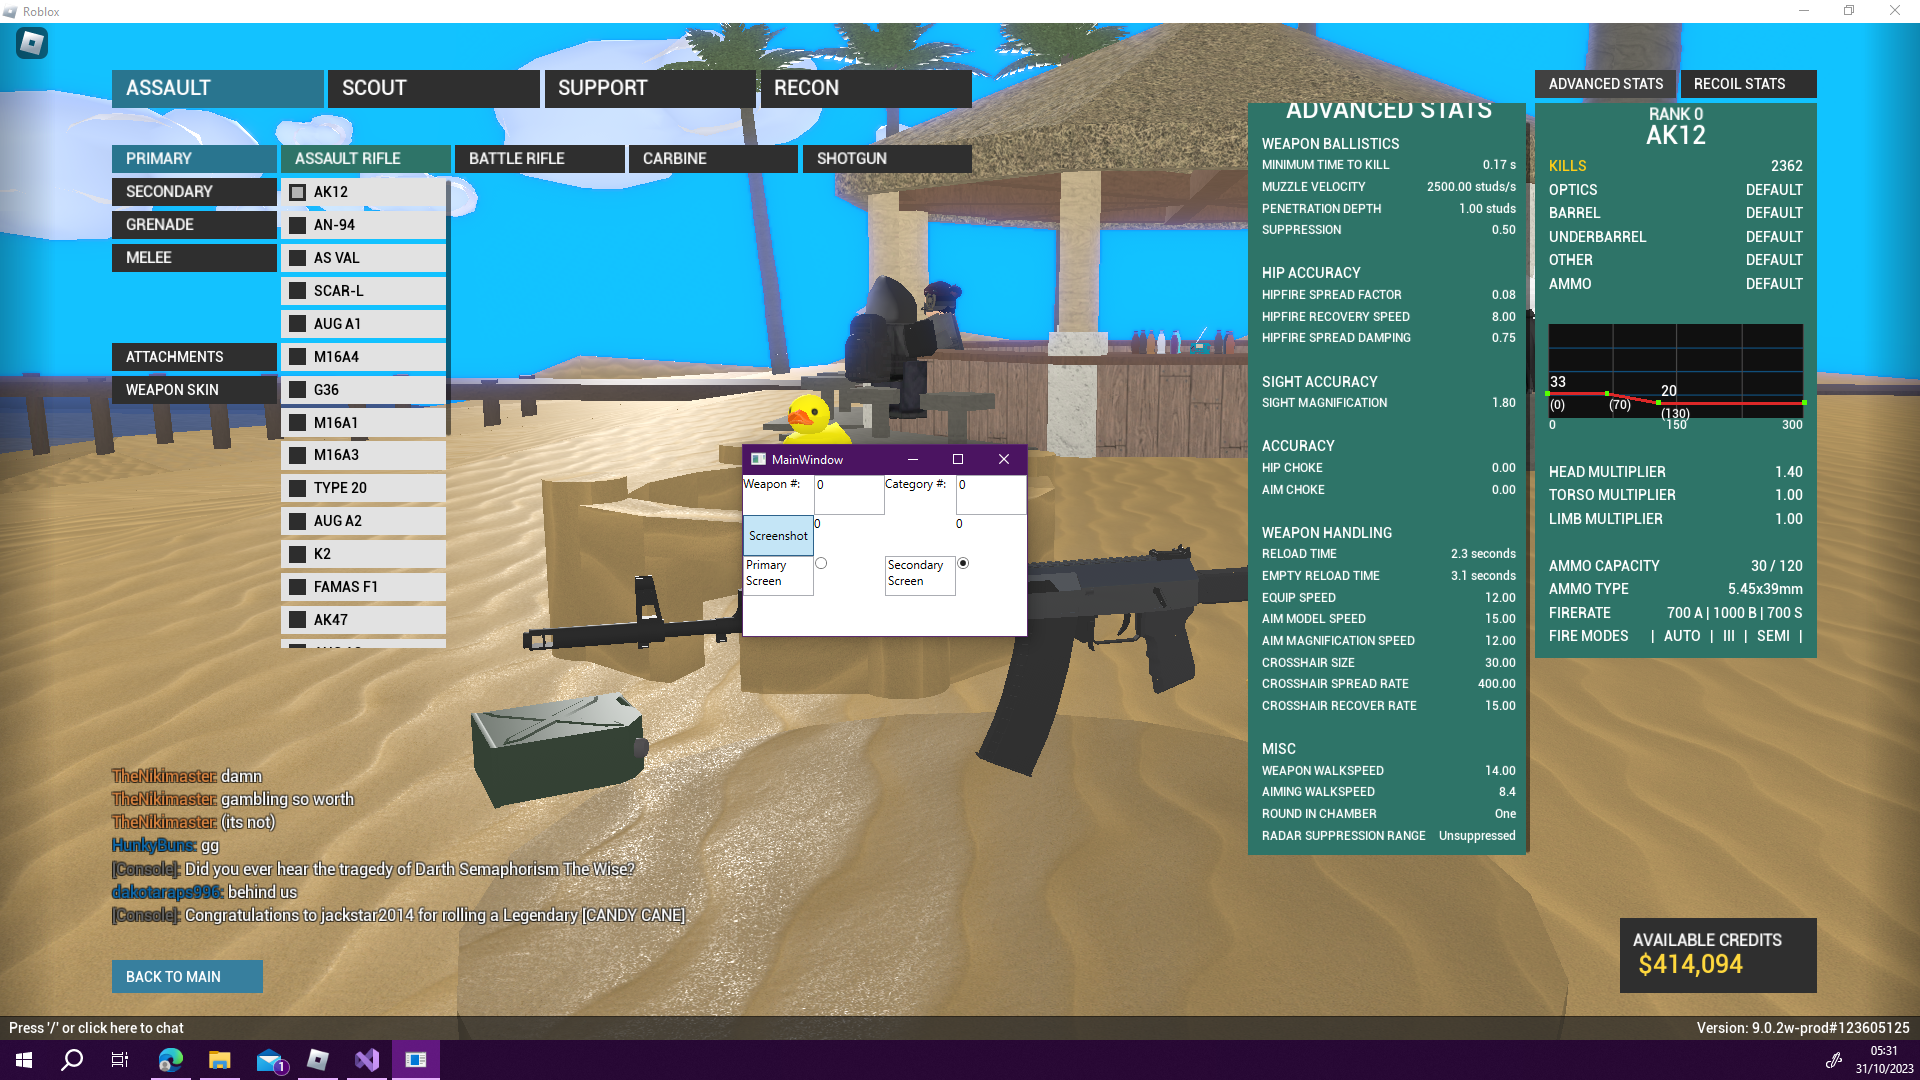 Roblox
ASSAULT
SCOUT
SUPPORT
RECON
PRIMARY
ASSAULT RIFLE
BATTLE RIFLE
CARBINE
SHOTGUN
SECONDARY
GRENADE
MELEE
ATTACHMENTS
WEAPON SKIN
AK12
AN-94
AS VAL
SCAR-L
AUG A1
M16A4
G36
M16A1
M16A3
TYPE 20
AUG A2
K2
FAMAS F1
AK47
MainWindow
Weapon #:
0
Category #:
0
Screenshot
0
0
Primary
Screen
Secondary
Screen
ADVANCED STATS
WEAPON BALLISTICS
MINIMUM TIME TO KILL 0.17 s
MUZZLE VELOCITY 2500.00 studs/s
PENETRATION DEPTH 1.00 studs
SUPPRESSION 0.50
HIP ACCURACY
HIPFIRE SPREAD FACTOR 0.08
HIPFIRE RECOVERY SPEED 8.00
HIPFIRE SPREAD DAMPING 0.75
SIGHT ACCURACY
SIGHT MAGNIFICATION 1.80
ACCURACY
HIP CHOKE 0.00
AIM CHOKE 0.00
WEAPON HANDLING
RELOAD TIME 2.3 seconds
EMPTY RELOAD TIME 3.1 seconds
EQUIP SPEED 12.00
AIM MODEL SPEED 15.00
AIM MAGNIFICATION SPEED 12.00
CROSSHAIR SIZE 30.00
CROSSHAIR SPREAD RATE 400.00
CROSSHAIR RECOVER RATE 15.00
MISC
WEAPON WALKSPEED 14.00
AIMING WALKSPEED 8.4
ROUND IN CHAMBER One
RADAR SUPPRESSION RANGE Unsuppressed
ADVANCED STATS
RECOIL STATS
RANK 0
AK12
KILLS 2362
OPTICS DEFAULT
BARREL DEFAULT
UNDERBARREL DEFAULT
OTHER DEFAULT
AMMO DEFAULT
33
20
(0)
(70)
(130)
0
150
300
HEAD MULTIPLIER 1.40
TORSO MULTIPLIER 1.00
LIMB MULTIPLIER 1.00
AMMO CAPACITY 30 / 120
AMMO TYPE 5.45x39mm
FIRERATE 700 A | 1000 B | 700 S
FIRE MODES | AUTO | III | SEMI |
TheNikimaster: damn
TheNikimaster: gambling so worth
TheNikimaster: (its not)
HunkyBuns: gg
[Console]: Did you ever hear the tragedy of Darth Semaphorism The Wise?
dakotaraps996: behind us
[Console]: Congratulations to jackstar2014 for rolling a Legendary [CANDY CANE]
BACK TO MAIN
AVAILABLE CREDITS
$414,094
Press '/' or click here to chat
Version: 9.0.2w-prod#123605125
1
05:31
31/10/2023